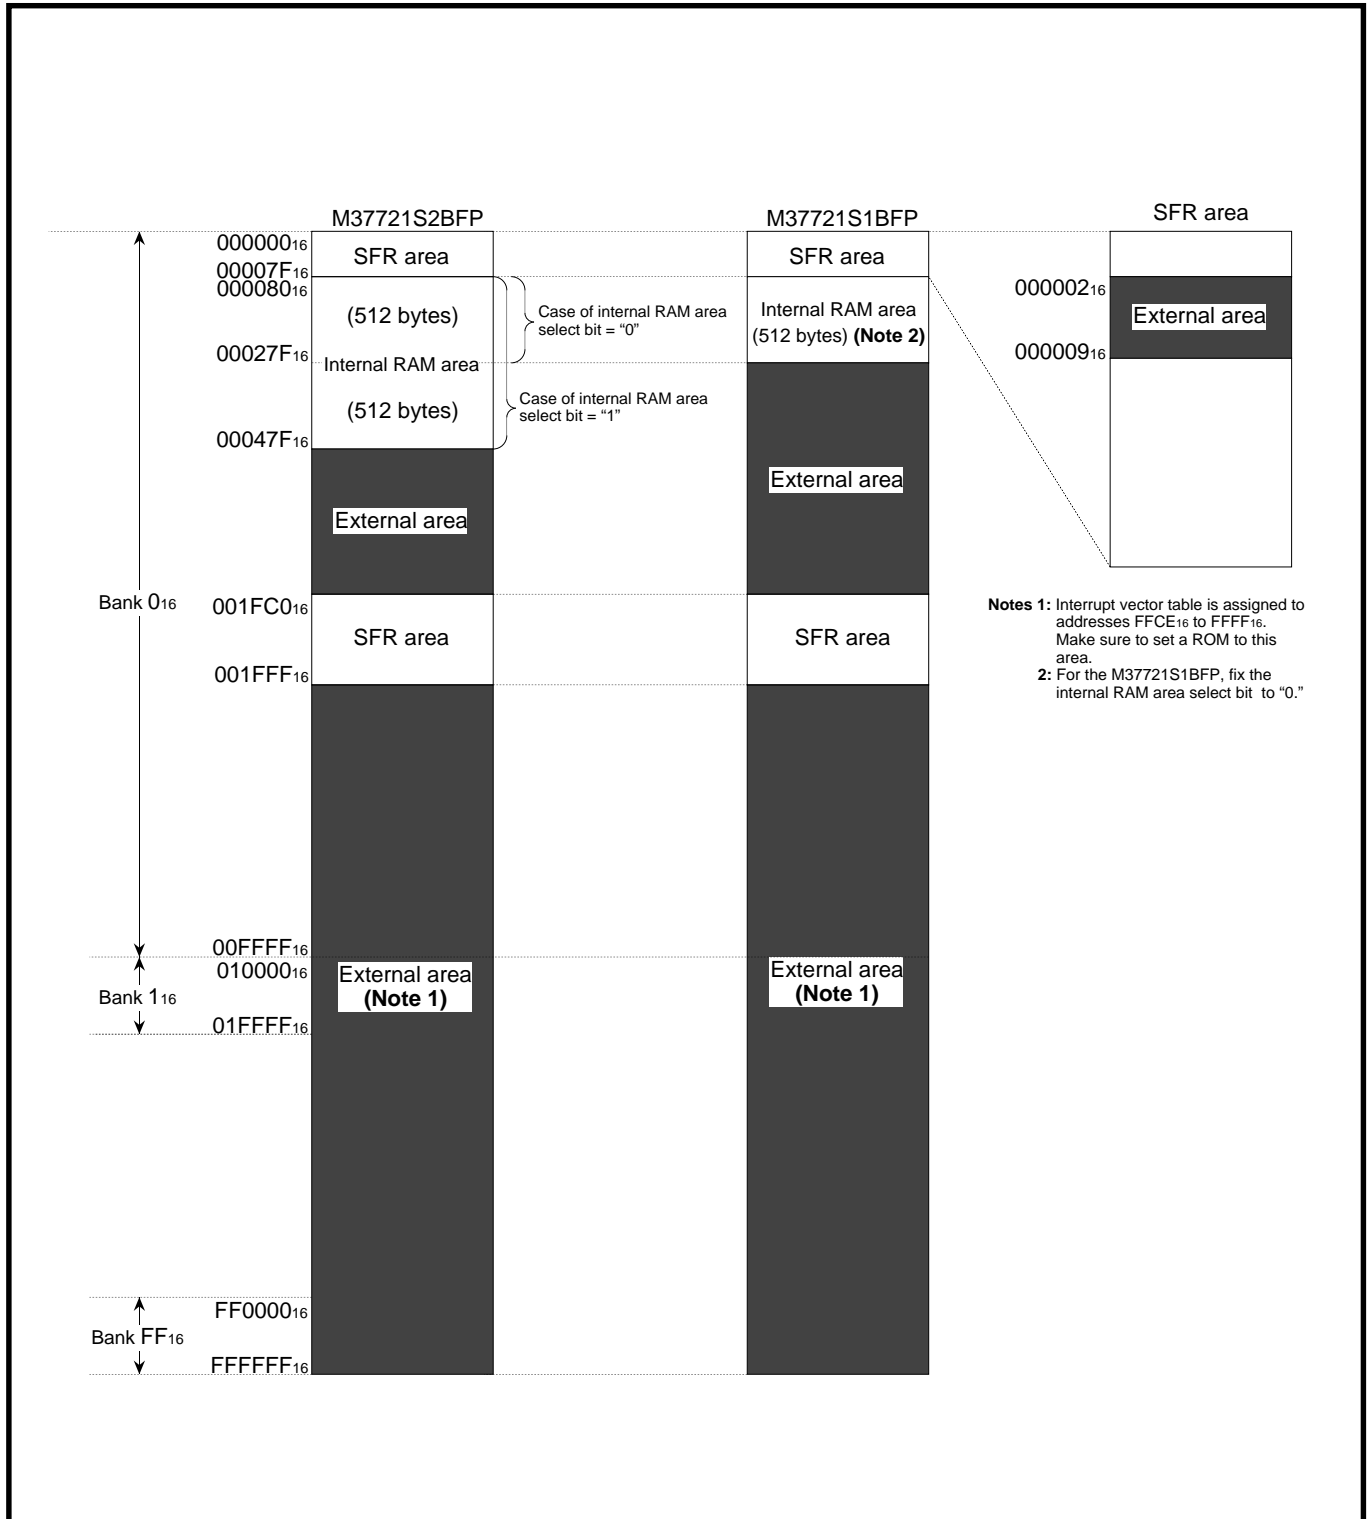 M37721S2BFP
M37721S1BFP
SFR area
000000₁₆
SFR area
SFR area
00007F₁₆
000080₁₆
000002₁₆
(512 bytes)
Case of internal RAM area
select bit = “0”
Internal RAM area
(512 bytes) (Note 2)
External area
00027F₁₆
000009₁₆
Internal RAM area
(512 bytes)
Case of internal RAM area
select bit = “1”
00047F₁₆
External area
External area
Bank 0₁₆
001FC0₁₆
SFR area
SFR area
001FFF₁₆
Notes 1: Interrupt vector table is assigned to
addresses FFCE₁₆ to FFFF₁₆.
Make sure to set a ROM to this
area.
2: For the M37721S1BFP, fix the
internal RAM area select bit to “0.”
00FFFF₁₆
010000₁₆
External area
(Note 1)
External area
(Note 1)
Bank 1₁₆
01FFFF₁₆
FF0000₁₆
Bank FF₁₆
FFFFFF₁₆